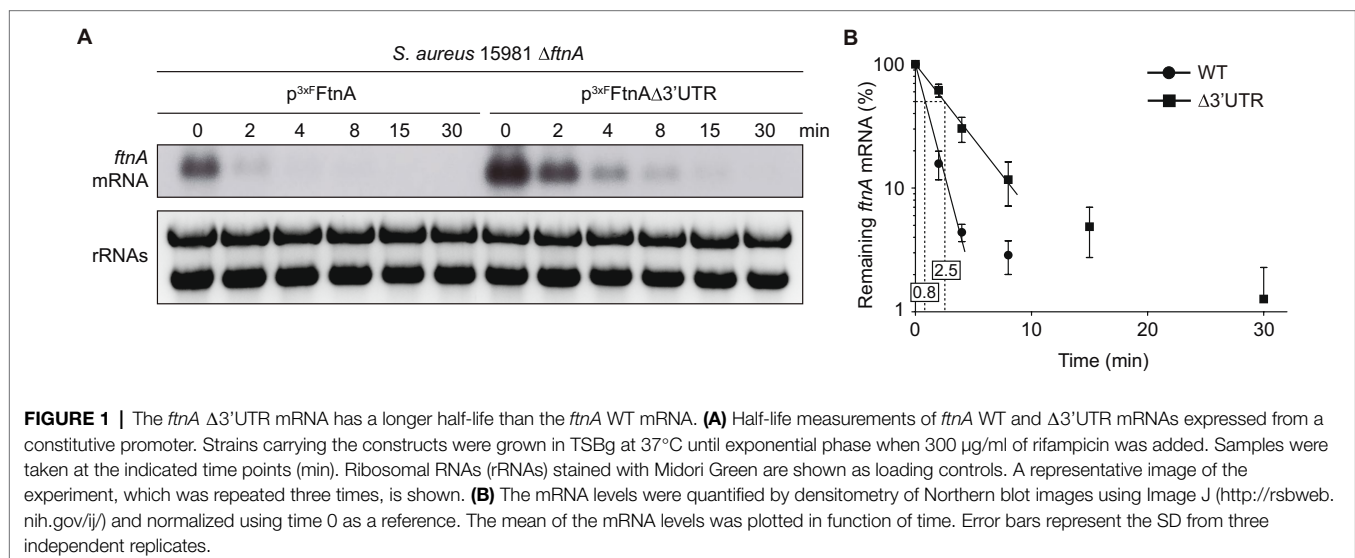 A
S. aureus 15981 ΔftnA
p3xFFtnA p3xFFtnAΔ3'UTR
0 2 4 8 15 30 0 2 4 8 15 30 min
ftnA
mRNA
rRNAs
B
Remaining ftnA mRNA (%)
100
10
1
WT
Δ3'UTR
2.5
0.8
0 10 20 30
Time (min)
FIGURE 1 | The ftnA Δ3'UTR mRNA has a longer half-life than the ftnA WT mRNA. (A) Half-life measurements of ftnA WT and Δ3'UTR mRNAs expressed from a
constitutive promoter. Strains carrying the constructs were grown in TSBg at 37°C until exponential phase when 300 μg/ml of rifampicin was added. Samples were
taken at the indicated time points (min). Ribosomal RNAs (rRNAs) stained with Midori Green are shown as loading controls. A representative image of the
experiment, which was repeated three times, is shown. (B) The mRNA levels were quantified by densitometry of Northern blot images using Image J (http://rsbweb.
nih.gov/ij/) and normalized using time 0 as a reference. The mean of the mRNA levels was plotted in function of time. Error bars represent the SD from three
independent replicates.